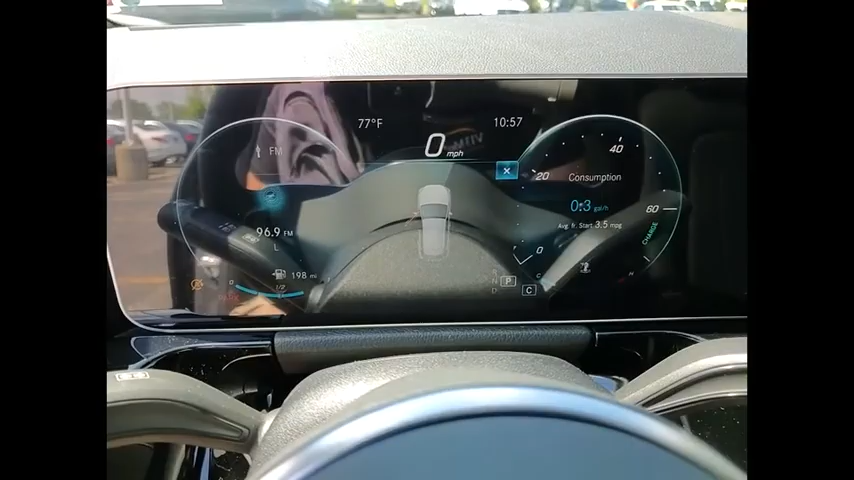 77°F
10:57
FM
0 mph
40
20
Consumption
0:3 gal/h
60
96.9 FM
L
Avg. fr. Start 3.5 mpg
CHARGE
0
198 mi
1/2
R
N
D
P
C